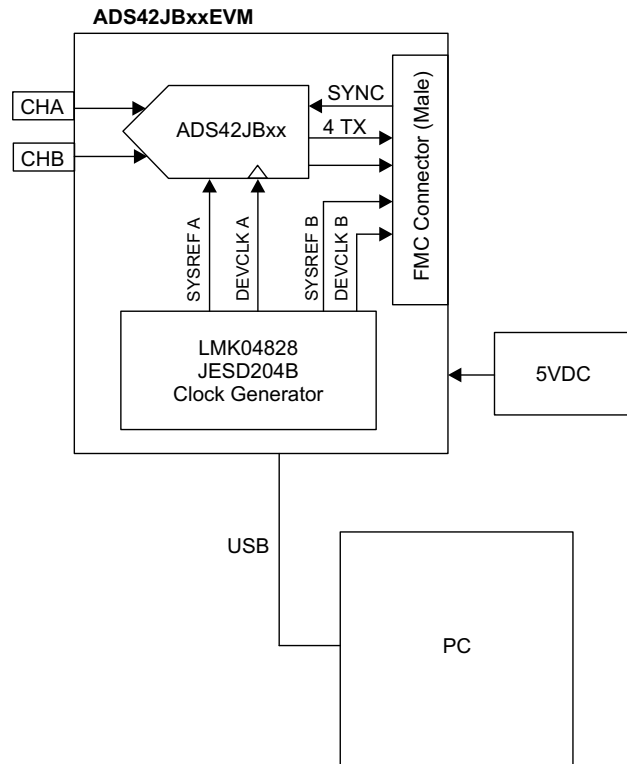 ADS42JBxxEVM
CHA
CHB
ADS42JBxx
SYNC
4 TX
FMC Connector (Male)
SYSREF A
DEVCLK A
SYSREF B
DEVCLK B
LMK04828
JESD204B
Clock Generator
5VDC
USB
PC